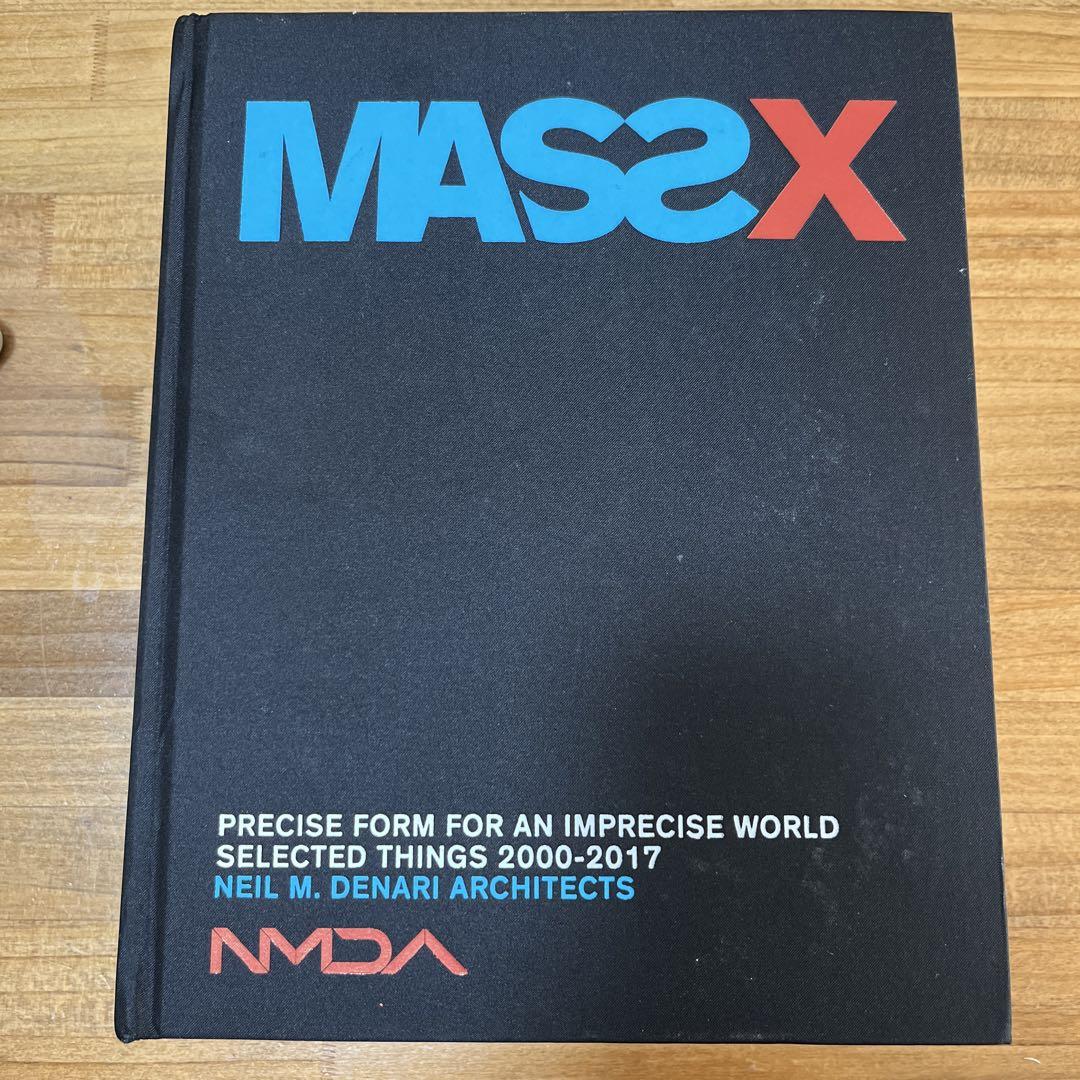 MASSX
PRECISE FORM FOR AN IMPRECISE WORLD
SELECTED THINGS 2000-2017
NEIL M. DENARI ARCHITECTS
NMDA